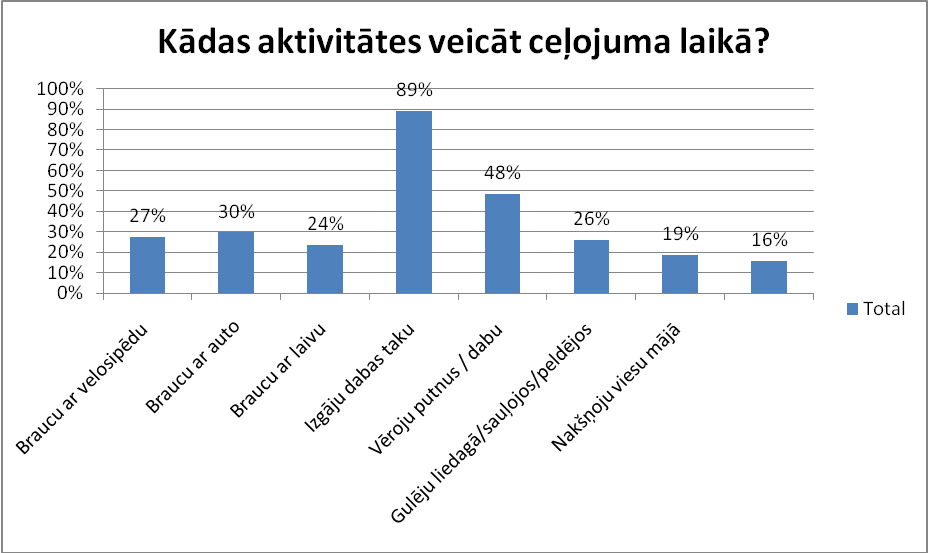 Kādas aktivitātes veicāt ceļojuma laikā?
100%
90%
80%
70%
60%
50%
40%
30%
20%
10%
0%
27%
30%
24%
89%
48%
26%
19%
16%
Braucu ar velosipēdu
Braucu ar auto
Braucu ar laivu
Izgāju dabas taku
Vēroju putnus / dabu
Gulēju liedagā/sauļojos/peldējos
Nakšņoju viesu mājā
Total